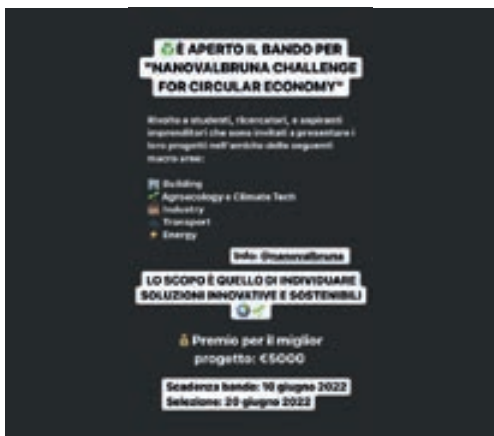 ♻️È APERTO IL BANDO PER
"NANOVALBRUNA CHALLENGE
FOR CIRCULAR ECONOMY"
Rivolto a studenti, ricercatori, e aspiranti
imprenditori che sono invitati a presentare i
loro progetti nell'ambito delle seguenti
macro aree:
Building
Agroecology e Climate Tech
Industry
Transport
Energy
Info: @nanovalbruna
LO SCOPO È QUELLO DI INDIVIDUARE
SOLUZIONI INNOVATIVE E SOSTENIBILI
Premio per il miglior
progetto: €5000
Scadenza bando: 10 giugno 2022
Selezione: 20 giugno 2022